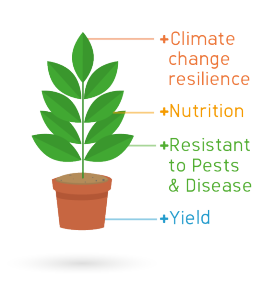 +Climate
change
resilience
+Nutrition
+Resistant
to Pests
& Disease
+Yield